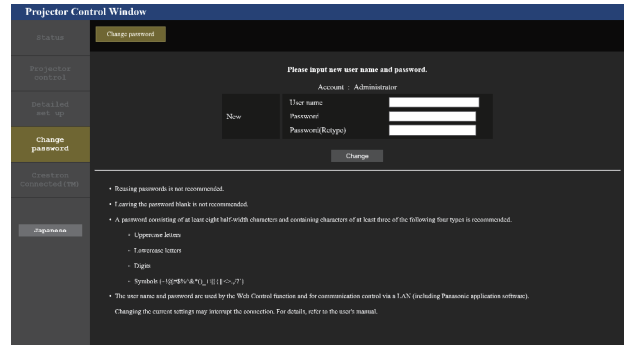 Projector Control Window
Status
Change password
Projector
control
Detailed
set up
Change
password
Crestron
Connected(TM)
Japanese
Please input new user name and password.
Account : Administrator
New
User name
Password
Password(Retype)
Change
• Reusing passwords is not recommended.
• Leaving the password blank is not recommended.
• A password consisting of at least eight half-width characters and containing characters of at least three of the following four types is recommended.
- Uppercase letters
- Lowercase letters
- Digits
- Symbols
• The user name and password are used by the Web Control function and for communication control via a LAN (including Panasonic application software).
Changing the current settings may interrupt the connection. For details, refer to the user's manual.